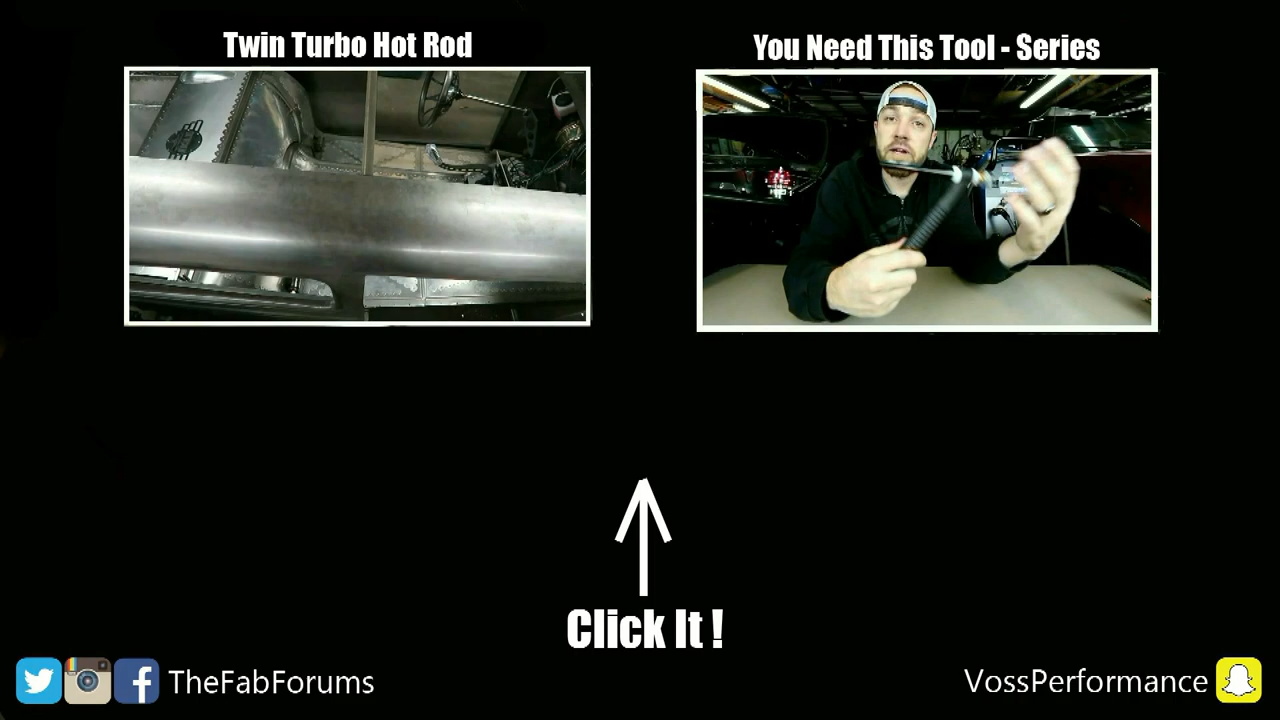 Twin Turbo Hot Rod
You Need This Tool - Series
Click It !
TheFabForums
VossPerformance